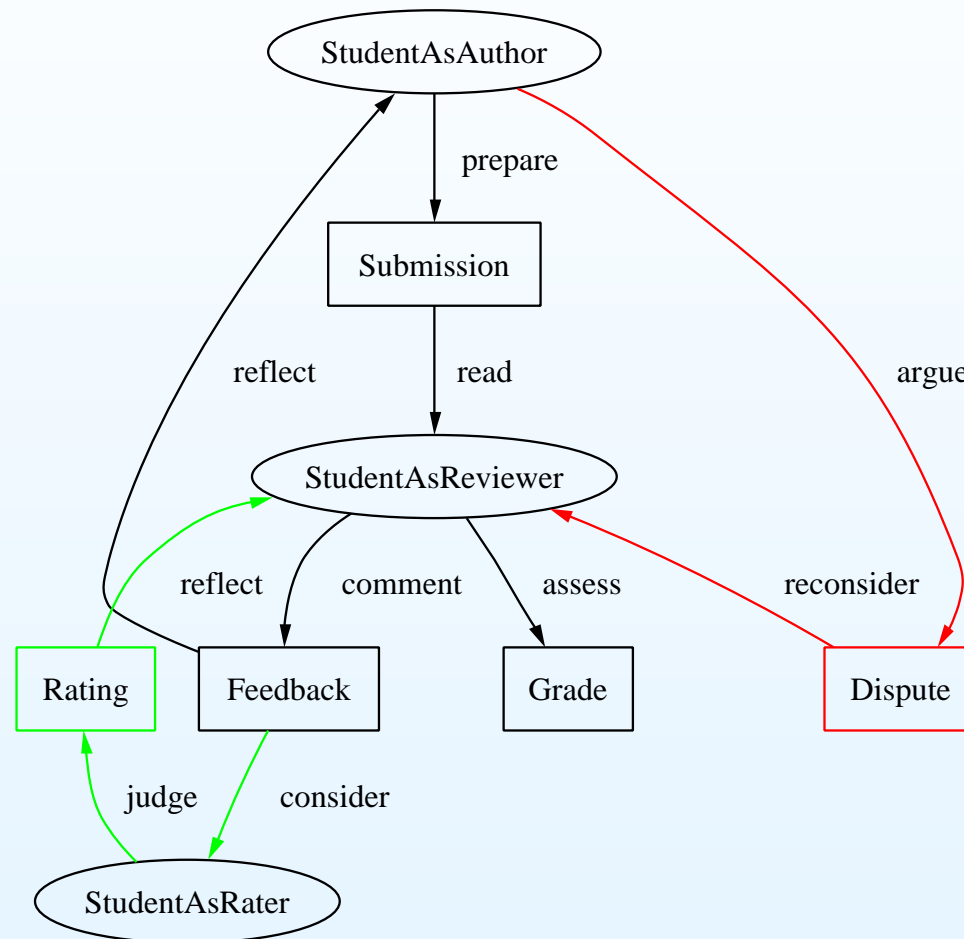 StudentAsAuthor
prepare
Submission
reflect
read
argue
StudentAsReviewer
reflect
comment
assess
reconsider
Rating
Feedback
Grade
Dispute
judge
consider
StudentAsRater